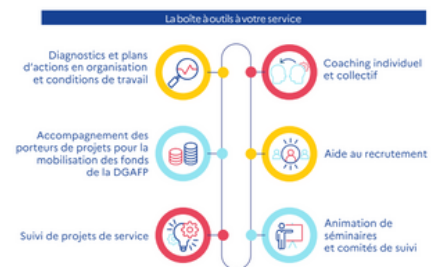 La boîte à outils à votre service
Diagnostics et plans
d'actions en organisation
et conditions de travail
Coaching individuel
et collectif
Accompagnement des
porteurs de projets pour la
mobilisation des fonds
de la DGAFP
Aide au recrutement
Suivi de projets de service
Animation de
séminaires
et comités de suivi